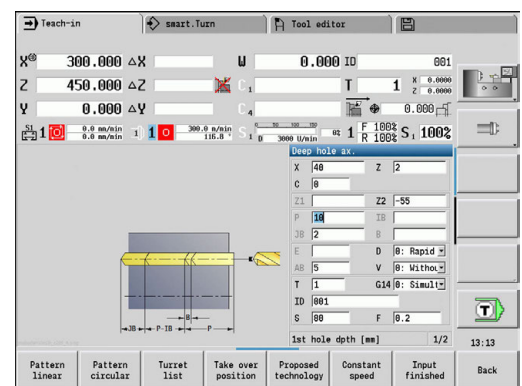 Teach-in smart.Turn Tool editor
X 300.000 ΔX U 0.000 ID 001
Z 450.000 ΔZ C 1 T 1 X 0.0000 Z 0.0000
Y 0.000 ΔY C 4 0.000
S1 1 0.0 m/min 0.0 m/min 1 1 0 300.0 m/min 116.8 ° S 1 0 50 100 150 D 3000 U/min 0% 1 F 100% R 100% S 1 100%
Deep hole ax.
X 40 Z 2
C 0
Z1 Z2 -55
P 10 IB
JB 2 B
E D 0: Rapid
AB 5 V 0: Withou
T 1 G14 0: Simult
ID 001
S 80 F 0.2
1st hole dpth [mm] 1/2
B
JB P-IB P
T
13:13
Pattern linear
Pattern circular
Turret list
Take over position
Proposed technology
Constant speed
Input finished
Back